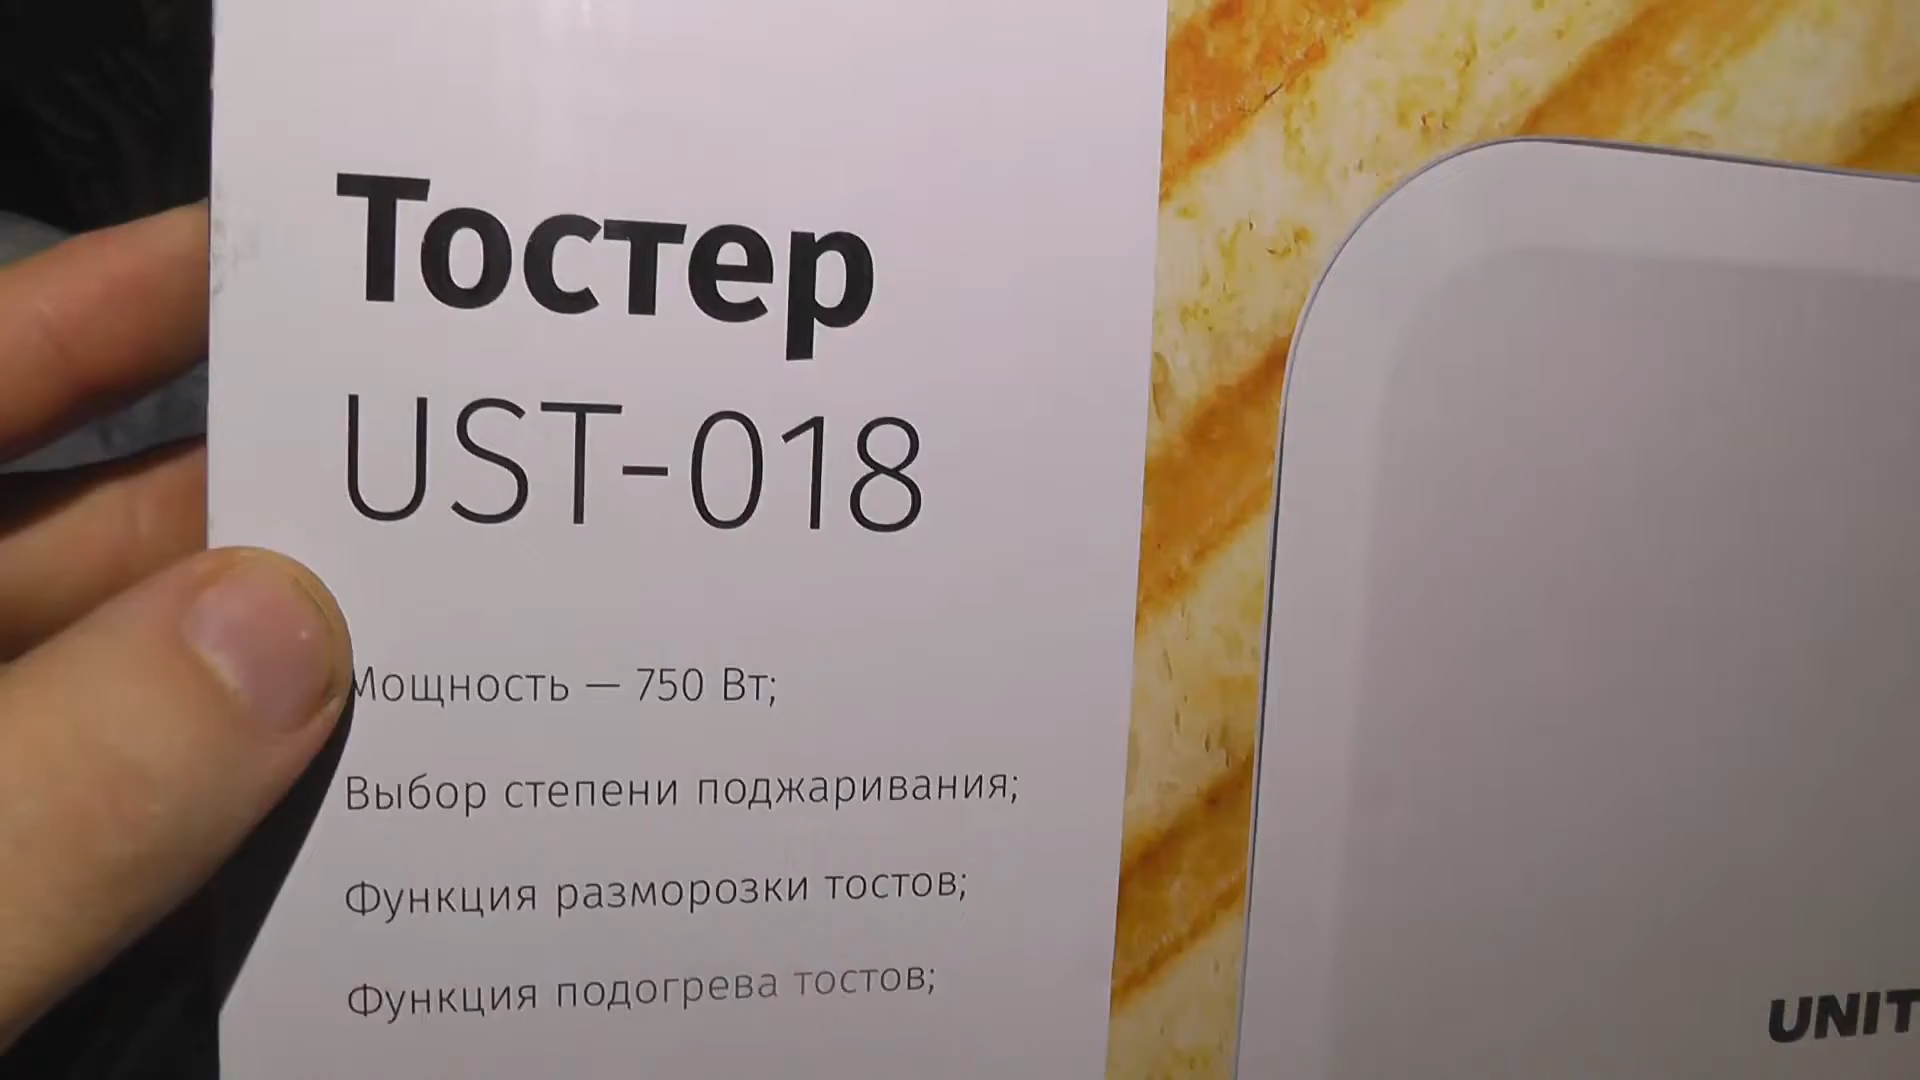 Тостер
UST-018
Мощность — 750 Вт;
Выбор степени поджаривания;
Функция разморозки тостов;
Функция подогрева тостов;
UNIT